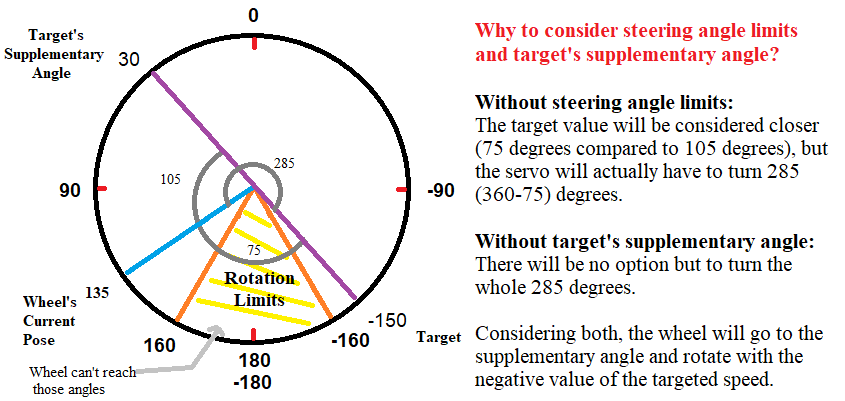 0
Target's
Supplementary
Angle
30
285
105
90
-90
75
Rotation
Limits
135
Wheel's
Current
Pose
-150
Target
160
-160
180
-180
Wheel can't reach
those angles
Why to consider steering angle limits
and target's supplementary angle?
Without steering angle limits:
The target value will be considered closer
(75 degrees compared to 105 degrees), but
the servo will actually have to turn 285
(360-75) degrees.
Without target's supplementary angle:
There will be no option but to turn the
whole 285 degrees.
Considering both, the wheel will go to the
supplementary angle and rotate with the
negative value of the targeted speed.